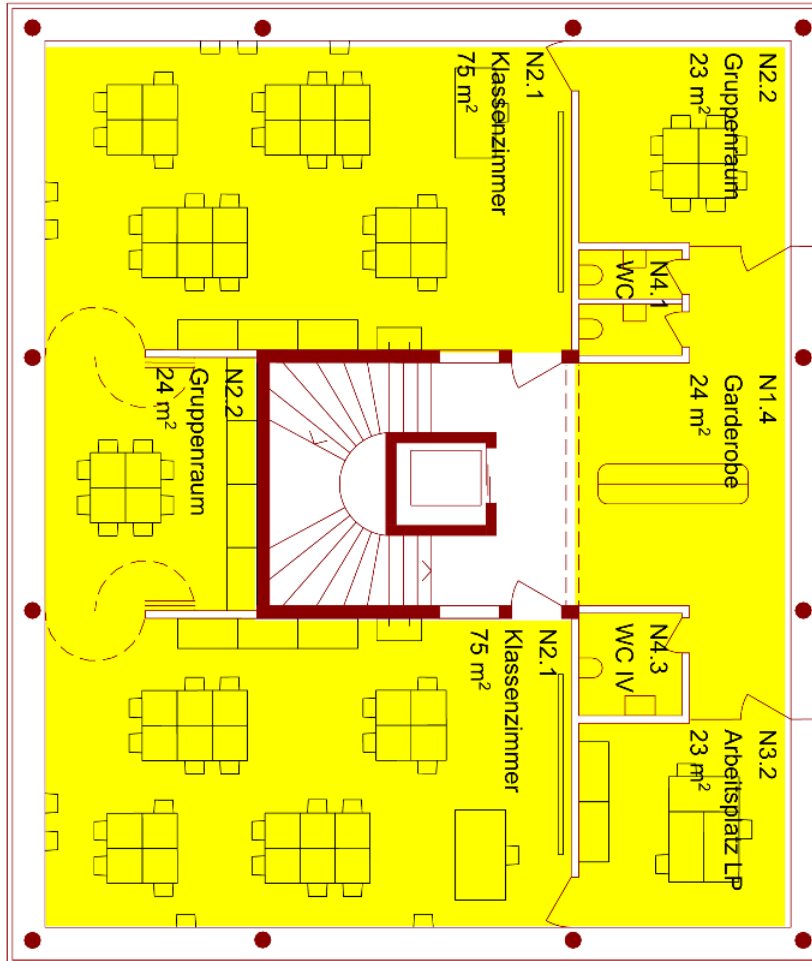 N2.1
Klassenzimmer
75 m²
N2.2
Gruppenraum
23 m²
N4.1
WC
N2.2
Gruppenraum
24 m²
N1.4
Garderobe
24 m²
N2.1
Klassenzimmer
75 m²
N4.3
WC IV
N3.2
Arbeitsplatz LP
23 m²